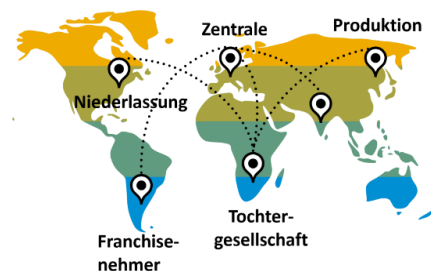 Zentrale
Produktion
Niederlassung
Franchise-
nehmer
Tochter-
gesellschaft